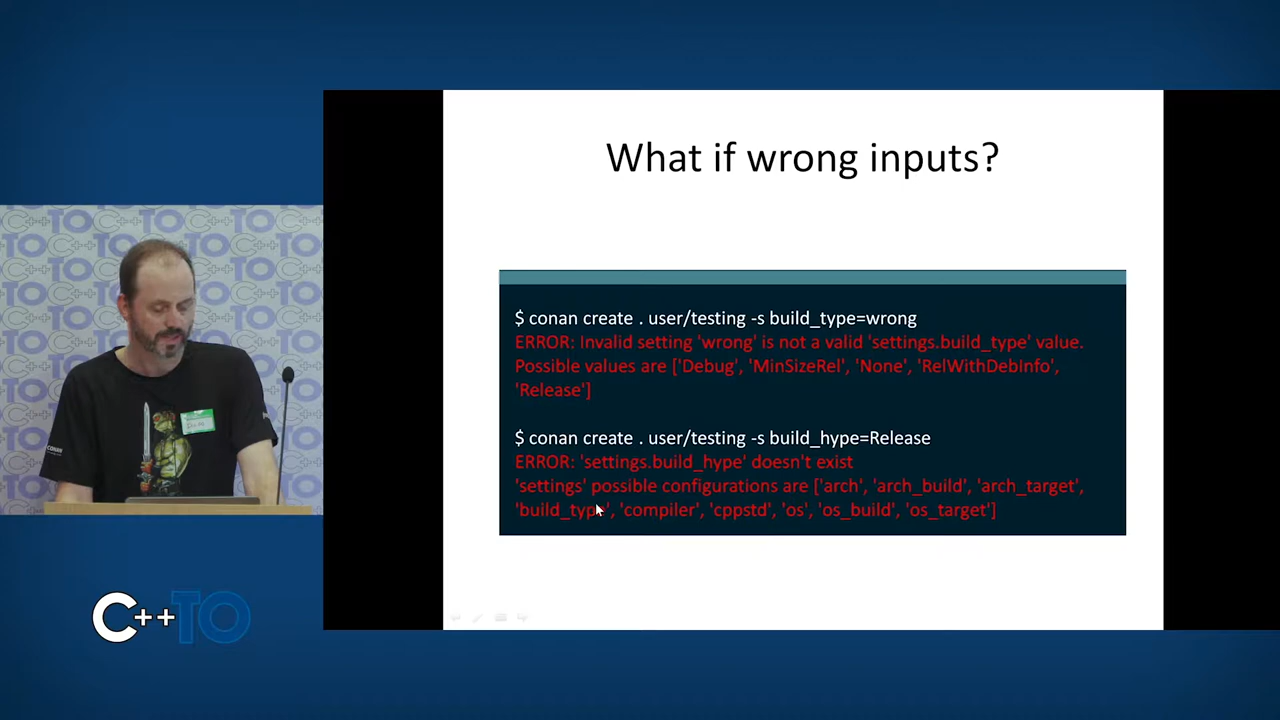 What if wrong inputs?
$ conan create . user/testing -s build_type=wrong
ERROR: Invalid setting 'wrong' is not a valid 'settings.build_type' value.
Possible values are ['Debug', 'MinSizeRel', 'None', 'RelWithDebInfo',
'Release']
$ conan create . user/testing -s build_hype=Release
ERROR: 'settings.build_hype' doesn't exist
'settings' possible configurations are ['arch', 'arch_build', 'arch_target',
'build_type', 'compiler', 'cppstd', 'os', 'os_build', 'os_target']
C++TO